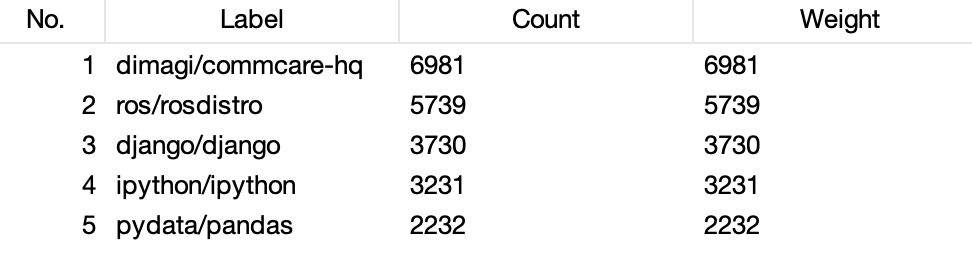 No. Label Count Weight
1 dimagi/commcare-hq 6981 6981
2 ros/rosdistro 5739 5739
3 django/django 3730 3730
4 ipython/ipython 3231 3231
5 pydata/pandas 2232 2232